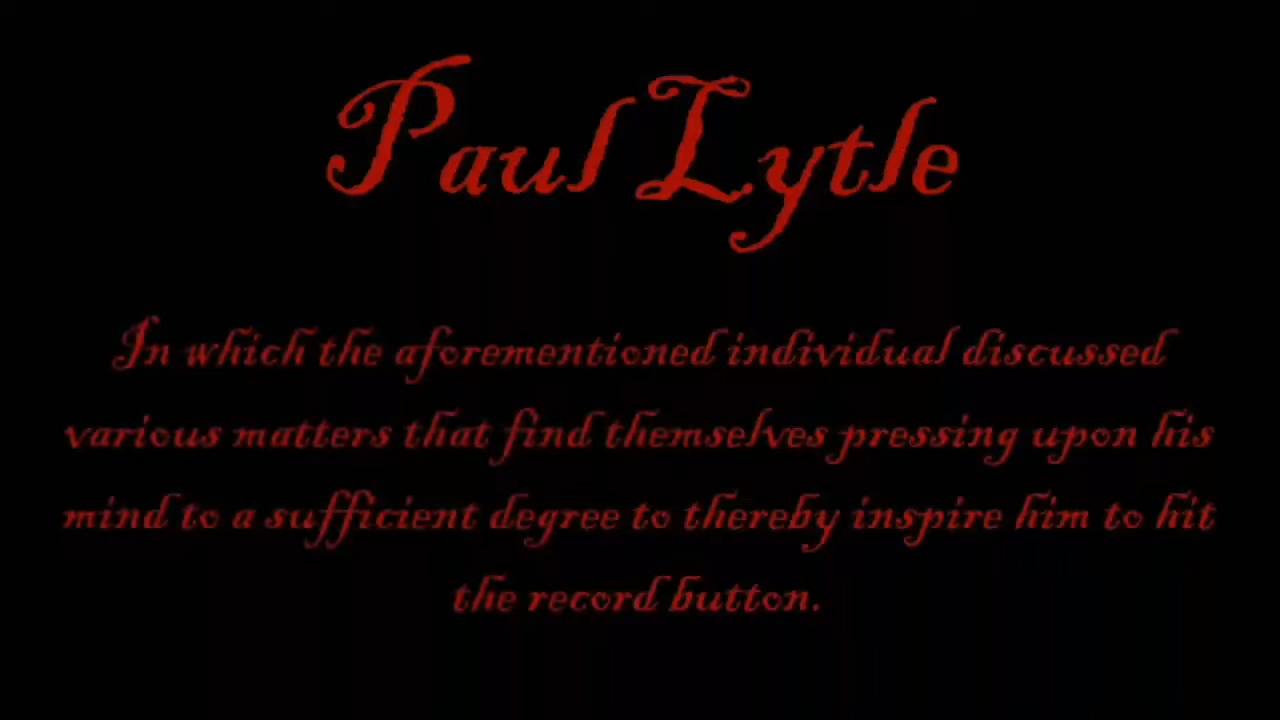 Paul Lytle
In which the aforementioned individual discussed
various matters that find themselves pressing upon his
mind to a sufficient degree to thereby inspire him to hit
the record button.